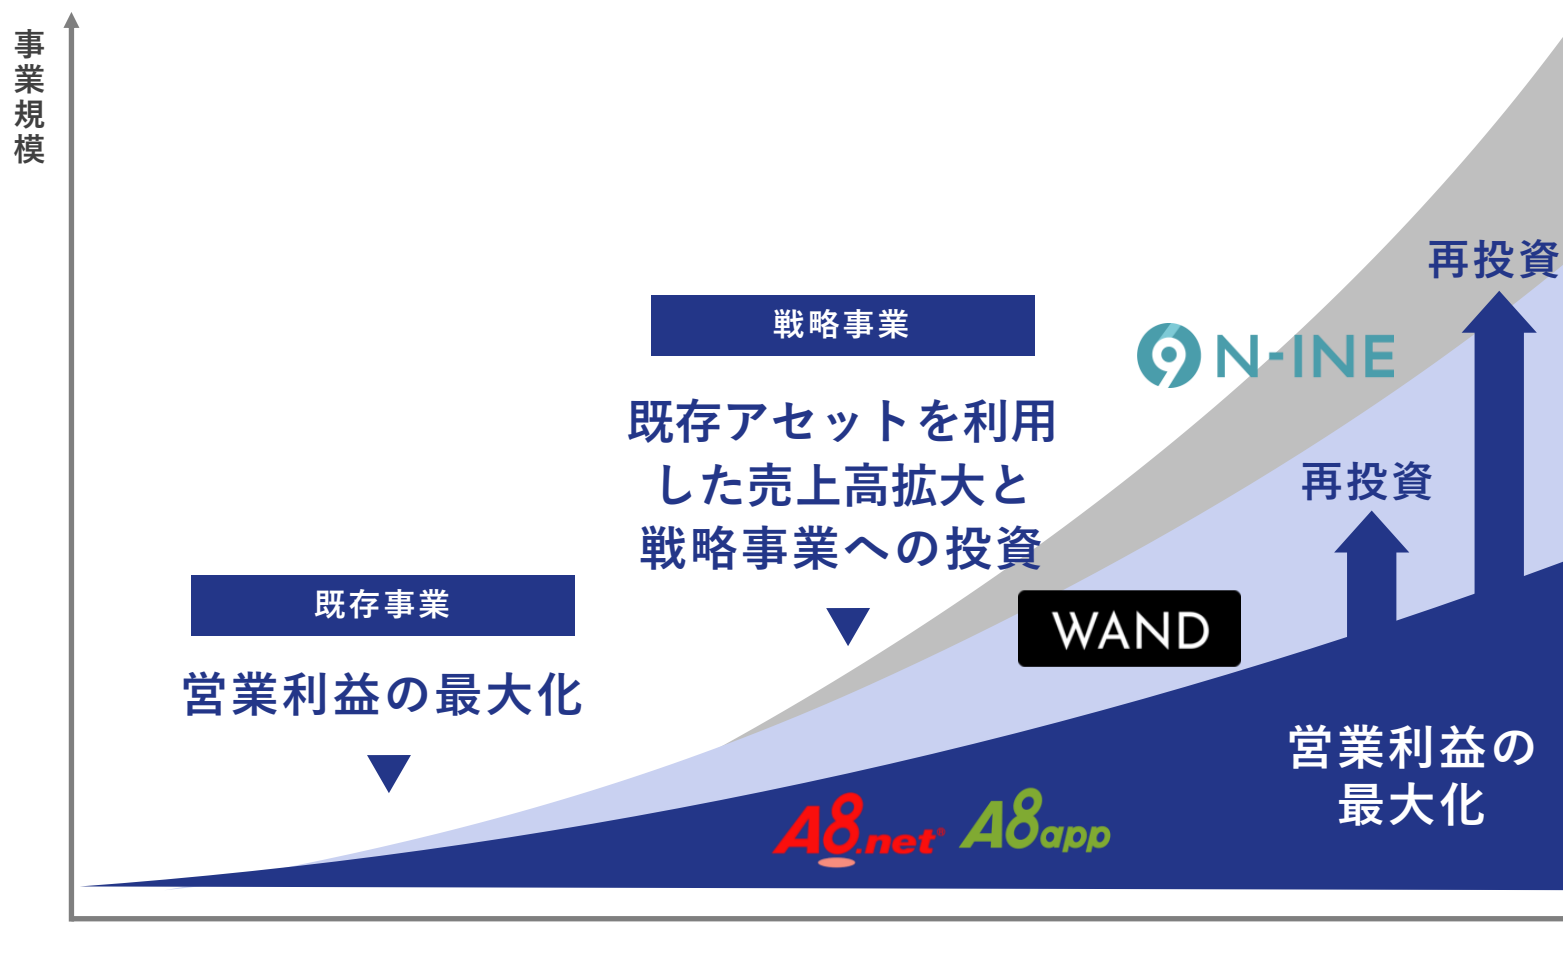 事業規模
再投資
戦略事業
N-INE
既存アセットを利用
した売上高拡大と
戦略事業への投資
再投資
既存事業
WAND
営業利益の最大化
営業利益の
最大化
A8.net®
A8app